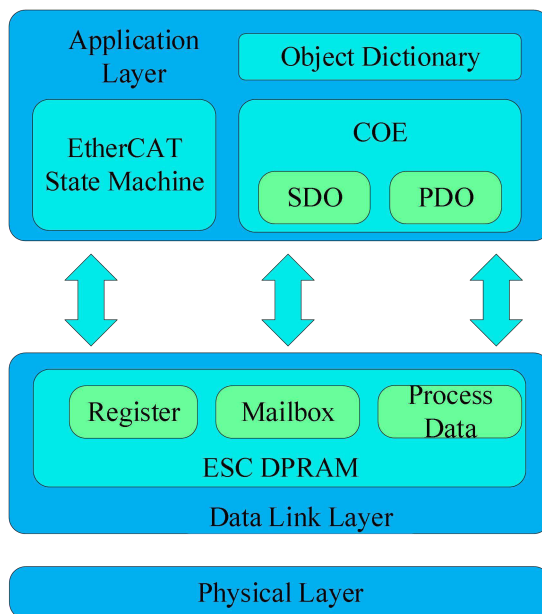 Application
Layer
Object Dictionary
EtherCAT
State Machine
COE
SDO
PDO
Register
Mailbox
Process
Data
ESC DPRAM
Data Link Layer
Physical Layer